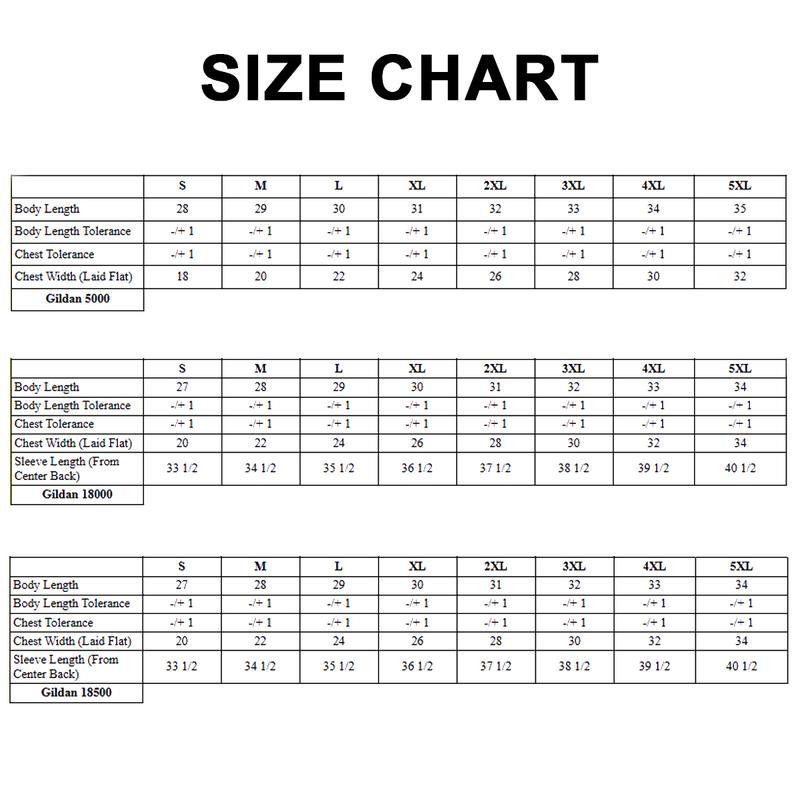 SIZE CHART
S M L XL 2XL 3XL 4XL 5XL
Body Length 28 29 30 31 32 33 34 35
Body Length Tolerance -/+ 1 -/+ 1 -/+ 1 -/+ 1 -/+ 1 -/+ 1 -/+ 1 -/+ 1
Chest Tolerance -/+ 1 -/+ 1 -/+ 1 -/+ 1 -/+ 1 -/+ 1 -/+ 1 -/+ 1
Chest Width (Laid Flat) 18 20 22 24 26 28 30 32
Gildan 5000
S M L XL 2XL 3XL 4XL 5XL
Body Length 27 28 29 30 31 32 33 34
Body Length Tolerance -/+ 1 -/+ 1 -/+ 1 -/+ 1 -/+ 1 -/+ 1 -/+ 1 -/+ 1
Chest Tolerance -/+ 1 -/+ 1 -/+ 1 -/+ 1 -/+ 1 -/+ 1 -/+ 1 -/+ 1
Chest Width (Laid Flat) 20 22 24 26 28 30 32 34
Sleeve Length (From
Center Back) 33 1/2 34 1/2 35 1/2 36 1/2 37 1/2 38 1/2 39 1/2 40 1/2
Gildan 18000
S M L XL 2XL 3XL 4XL 5XL
Body Length 27 28 29 30 31 32 33 34
Body Length Tolerance -/+ 1 -/+ 1 -/+ 1 -/+ 1 -/+ 1 -/+ 1 -/+ 1 -/+ 1
Chest Tolerance -/+ 1 -/+ 1 -/+ 1 -/+ 1 -/+ 1 -/+ 1 -/+ 1 -/+ 1
Chest Width (Laid Flat) 20 22 24 26 28 30 32 34
Sleeve Length (From
Center Back) 33 1/2 34 1/2 35 1/2 36 1/2 37 1/2 38 1/2 39 1/2 40 1/2
Gildan 18500